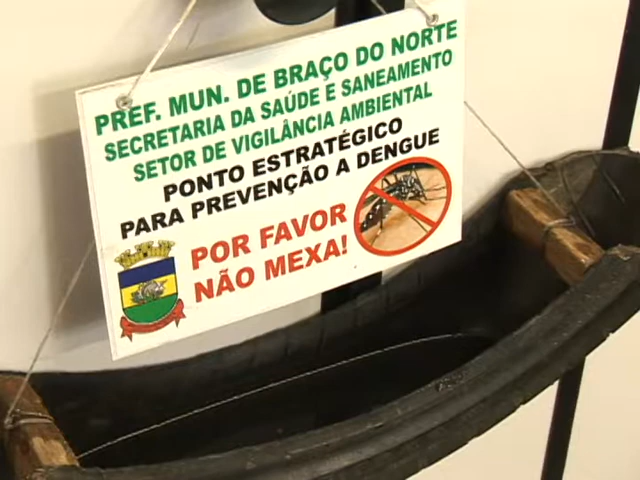 PREF. MUN. DE BRAÇO DO NORTE
SECRETARIA DA SAÚDE E SANEAMENTO
SETOR DE VIGILÂNCIA AMBIENTAL
PONTO ESTRATÉGICO
PARA PREVENÇÃO A DENGUE
POR FAVOR
NÃO MEXA!